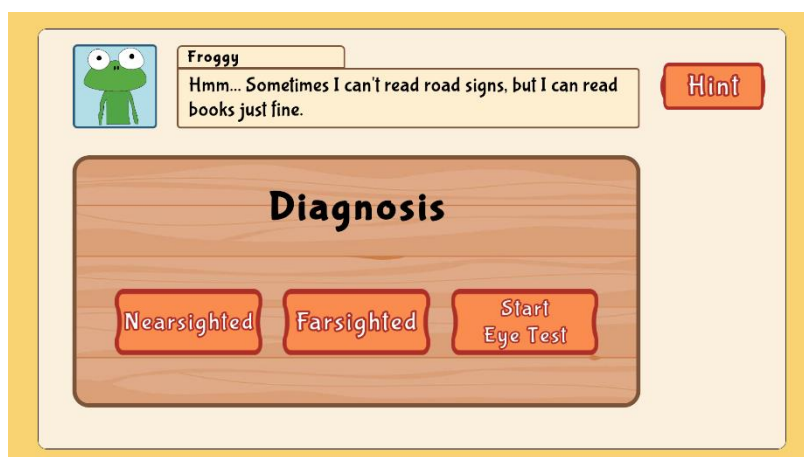 Froggy
Hmm... Sometimes I can't read road signs, but I can read
books just fine.
Hint
Diagnosis
Nearsighted
Farsighted
Start
Eye Test